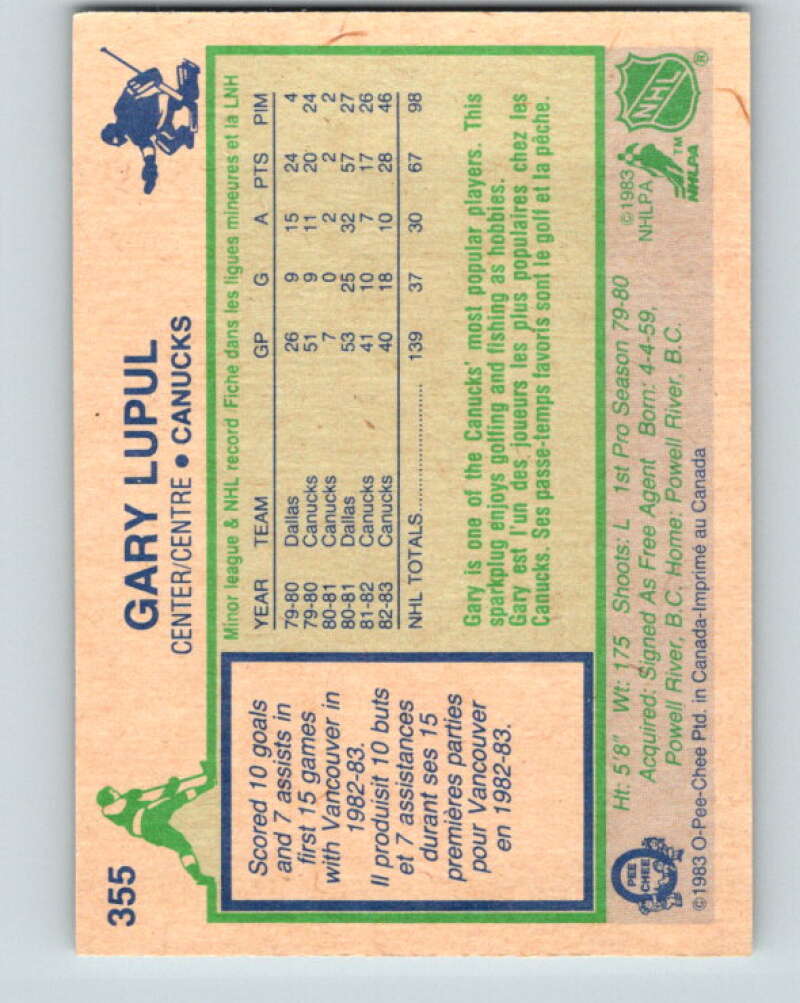 355
GARY LUPUL
CENTER/CENTRE • CANUCKS
Scored 10 goals
and 7 assists in
first 15 games
with Vancouver in
1982-83.
Il produisit 10 buts
et 7 assistances
durant ses 15
premières parties
pour Vancouver
en 1982-83.
Minor league & NHL record Fiche dans les ligues mineures et la LNH
YEAR TEAM GP G A PTS PIM
79-80 Dallas 26 9 15 24 4
79-80 Canucks 51 9 11 20 24
80-81 Canucks 7 0 2 2 2
80-81 Dallas 53 25 32 57 27
81-82 Canucks 41 10 7 17 26
82-83 Canucks 40 18 10 28 46
NHL TOTALS.................... 139 37 30 67 98
Gary is one of the Canucks' most popular players. This
sparkplug enjoys golfing and fishing as hobbies.
Gary est l'un des joueurs les plus populaires chez les
Canucks. Ses passe-temps favoris sont le golf et la pêche.
Ht: 5'8" Wt: 175 Shoots: L 1st Pro Season 79-80
Acquired: Signed As Free Agent Born: 4-4-59,
Powell River, B.C. Home: Powell River, B.C.
©1983 O-Pee-Chee Ptd. in Canada-Imprimé au Canada
O
PEE
CHEE
©1983
NHLPA
NHLPA
TM
NHL
®